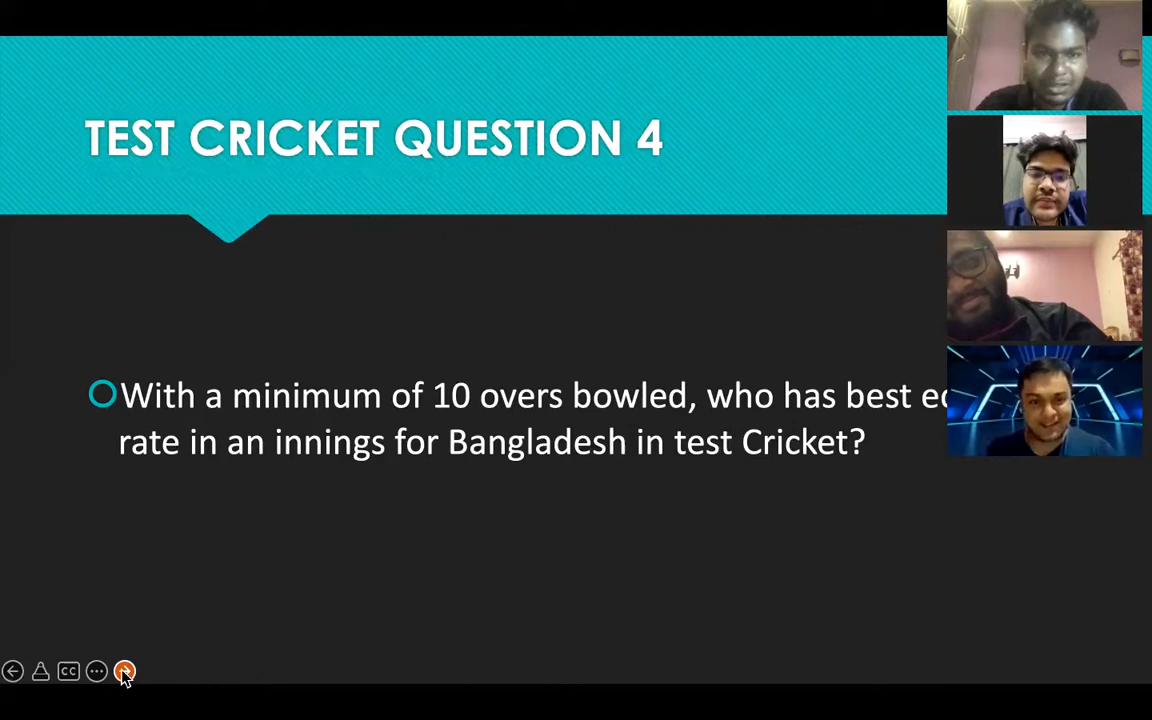 TEST CRICKET QUESTION 4
With a minimum of 10 overs bowled, who has best
rate in an innings for Bangladesh in test Cricket?
CC